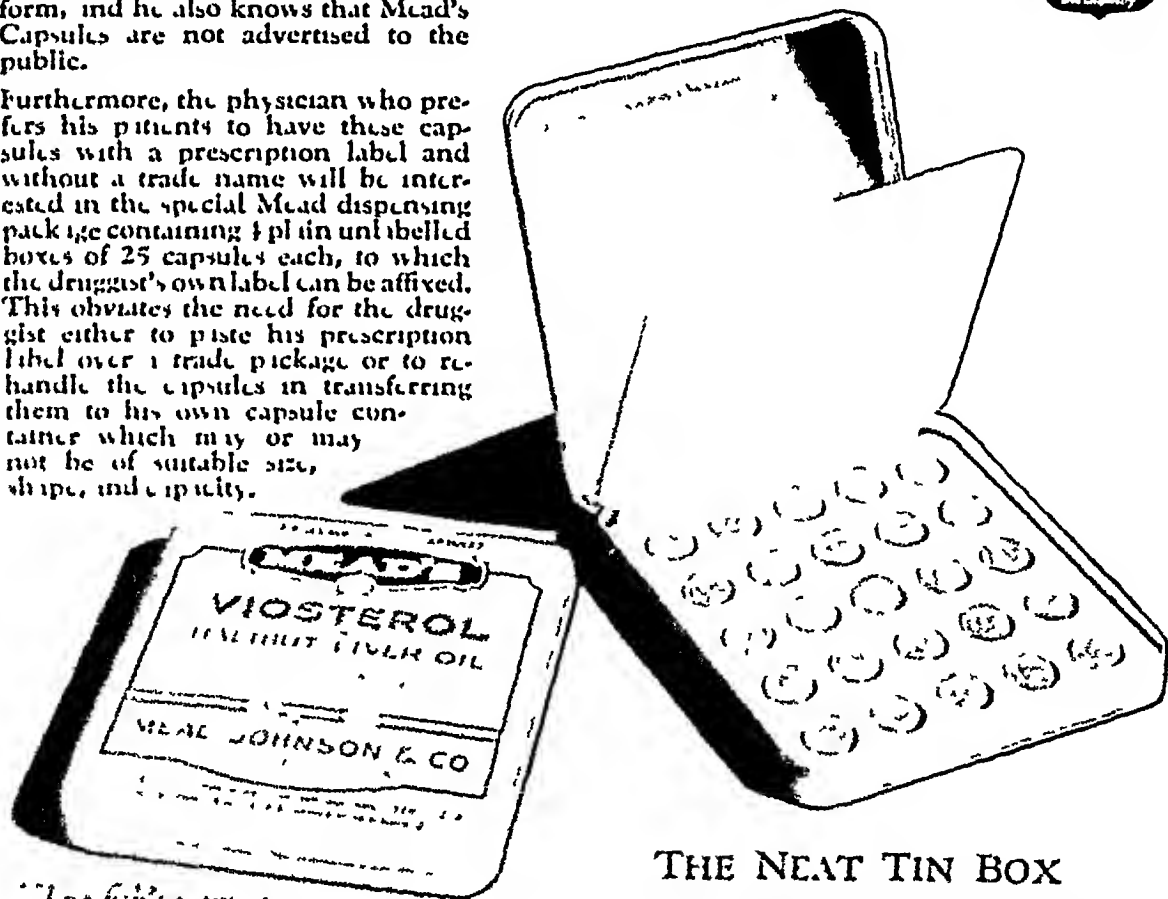 form, and he also knows that Mead's
Capsules are not advertised to the
public.
Furthermore, the physician who pre-
fers his patients to have these cap-
sules with a prescription label and
without a trade name will be inter-
ested in the special Mead dispensing
package containing 4 plain unlabelled
boxes of 25 capsules each, to which
the druggist's own label can be affixed.
This obviates the need for the drug-
gist either to paste his prescription
label over a trade package or to re-
handle the capsules in transferring
them to his own capsule con-
tainer which may or may
not be of suitable size,
shape, and capacity.
MEAD'S
VIOSTEROL
HALIBUT LIVER OIL
MEAD JOHNSON & CO
THE NEAT TIN BOX